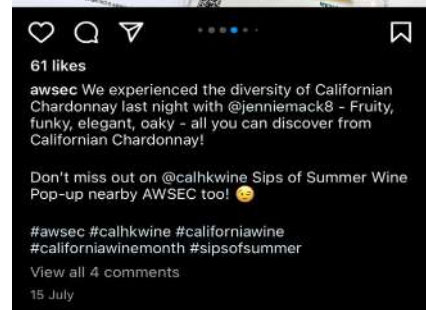 61 likes
awsec We experienced the diversity of Californian
Chardonnay last night with @jenniemack8 - Fruity,
funky, elegant, oaky - all you can discover from
Californian Chardonnay!
Don't miss out on @calhkwine Sips of Summer Wine
Pop-up nearby AWSEC too! 😉
#awsec #calhkwine #californiawine
#californiawinemonth #sipsofsummer
View all 4 comments
15 July